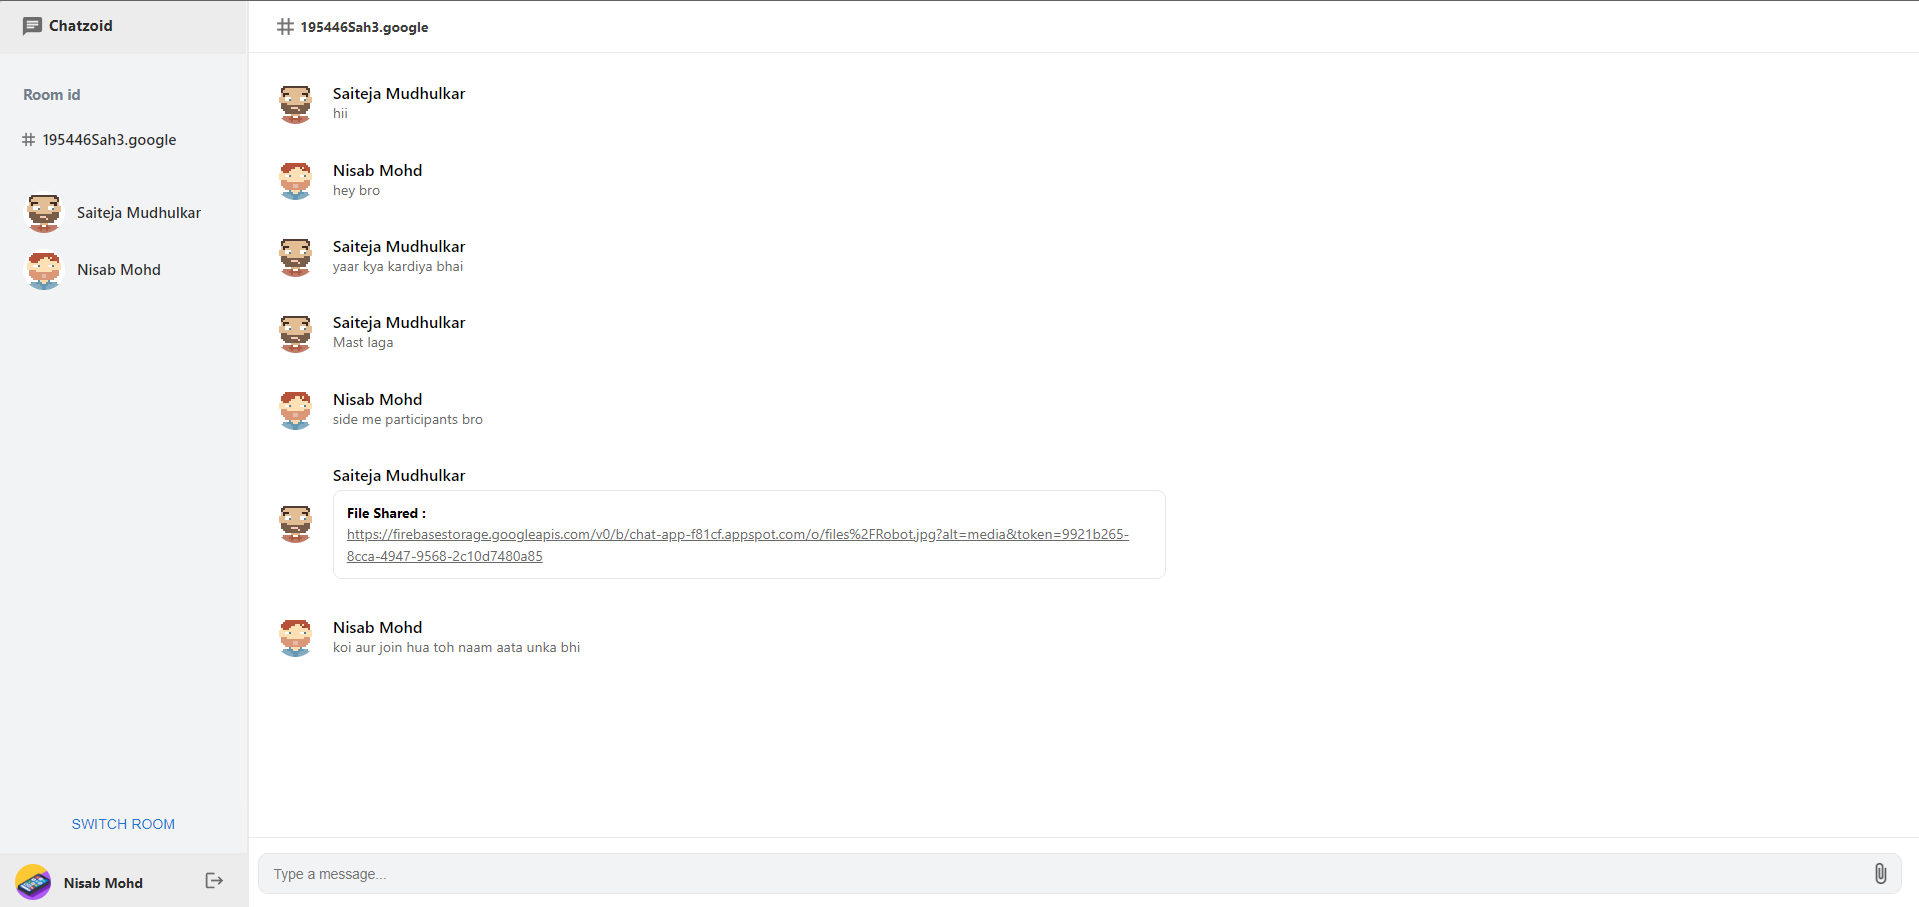 Chatzoid
Room id
195446Sah3.google
Saiteja Mudhulkar
Nisab Mohd
SWITCH ROOM
Nisab Mohd
195446Sah3.google
Saiteja Mudhulkar
hii
Nisab Mohd
hey bro
Saiteja Mudhulkar
yaar kya kardiya bhai
Saiteja Mudhulkar
Mast laga
Nisab Mohd
side me participants bro
Saiteja Mudhulkar
File Shared :
https://firebasestorage.googleapis.com/v0/b/chat-app-f81cf.appspot.com/o/files%2FRobot.jpg?alt=media&token=9921b265-
8cca-4947-9568-2c10d7480a85
Nisab Mohd
koi aur join hua toh naam aata unka bhi
Type a message...